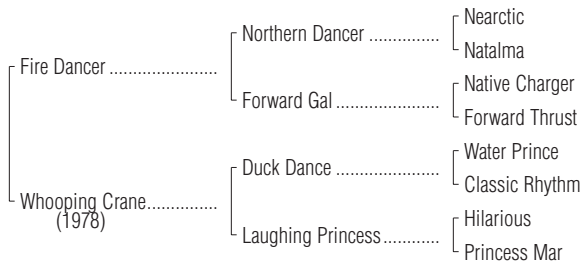 Nearctic
Northern Dancer ...............
Natalma
Fire Dancer .......................
Native Charger
Forward Gal ......................
Forward Thrust
Water Prince
Duck Dance ......................
Classic Rhythm
Whooping Crane...............
(1978)
Hilarious
Laughing Princess............
Princess Mar